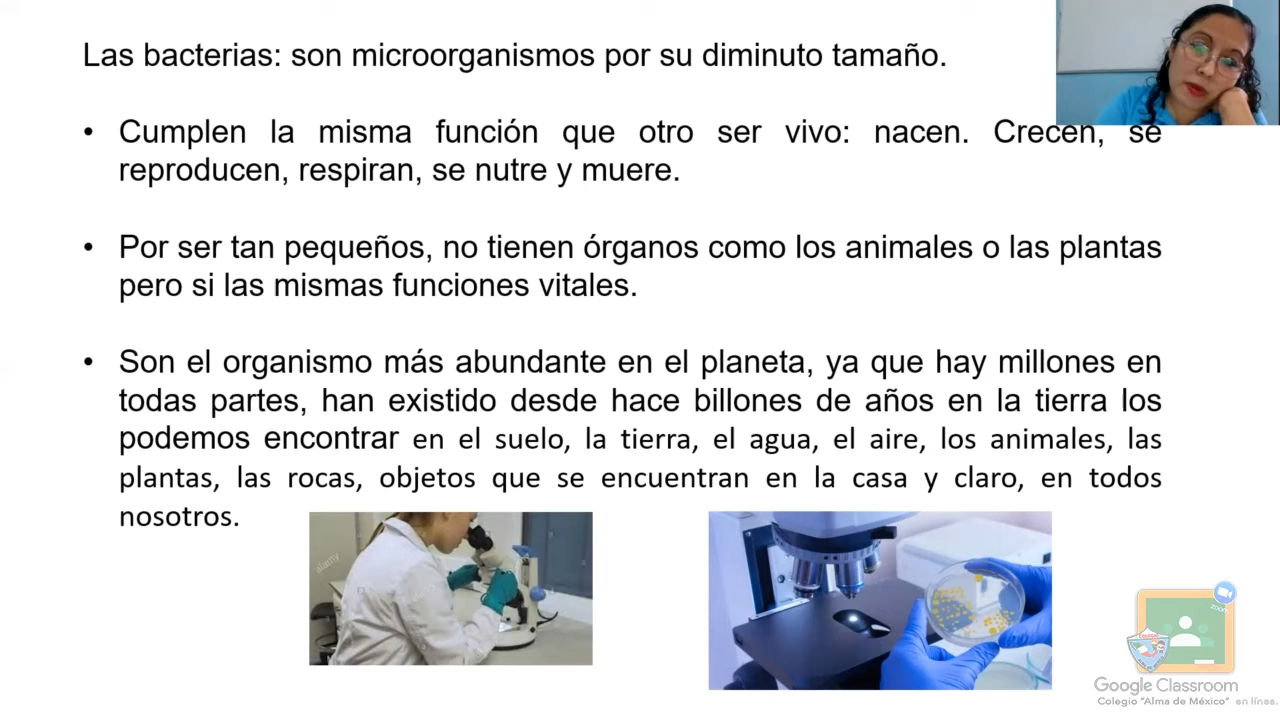 Las bacterias: son microorganismos por su diminuto tamaño.
• Cumplen la misma función que otro ser vivo: nacen. Crecen, se
reproducen, respiran, se nutre y muere.
• Por ser tan pequeños, no tienen órganos como los animales o las plantas
pero si las mismas funciones vitales.
• Son el organismo más abundante en el planeta, ya que hay millones en
todas partes, han existido desde hace billones de años en la tierra los
podemos encontrar en el suelo, la tierra, el agua, el aire, los animales, las
plantas, las rocas, objetos que se encuentran en la casa y claro, en todos
nosotros.
alamy
zoom
COLEGIO
Google Classroom
Colegio "Alma de México" en línea.